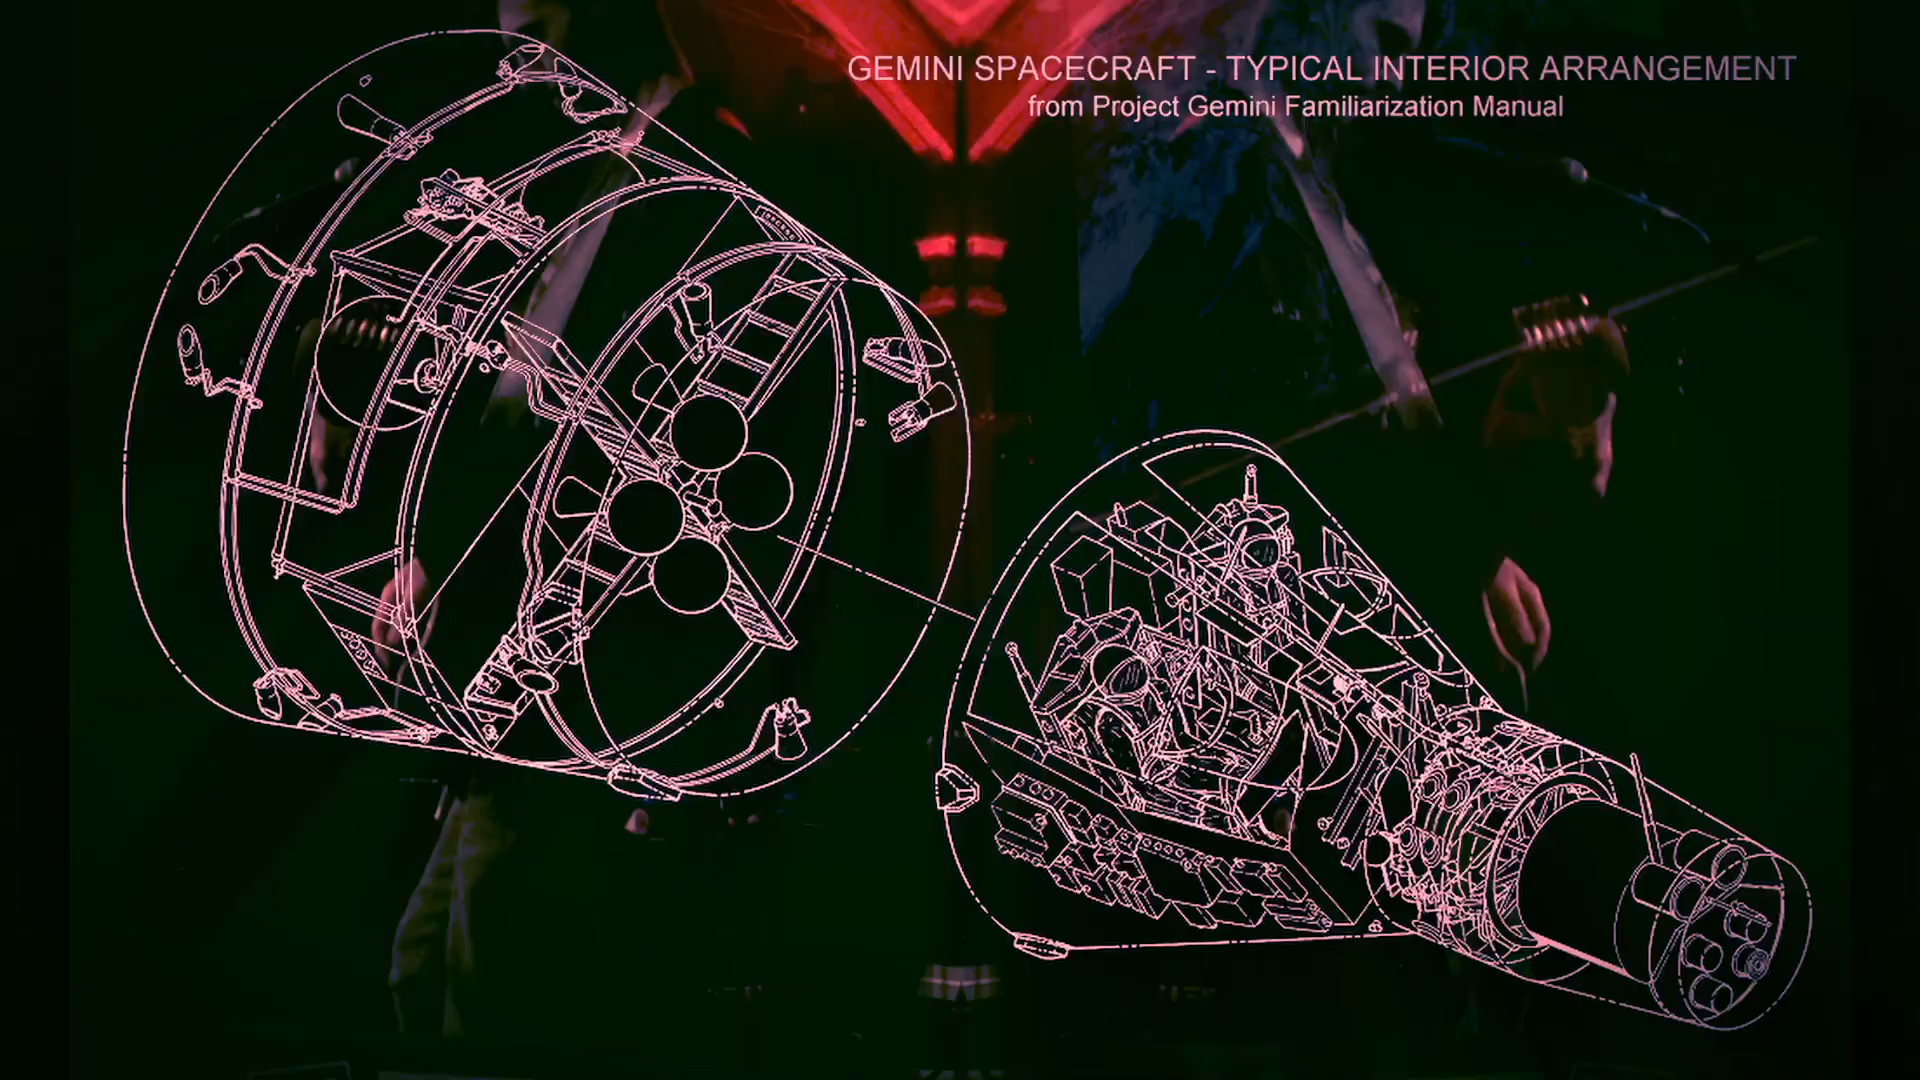 GEMINI SPACECRAFT - TYPICAL INTERIOR ARRANGEMENT
from Project Gemini Familiarization Manual